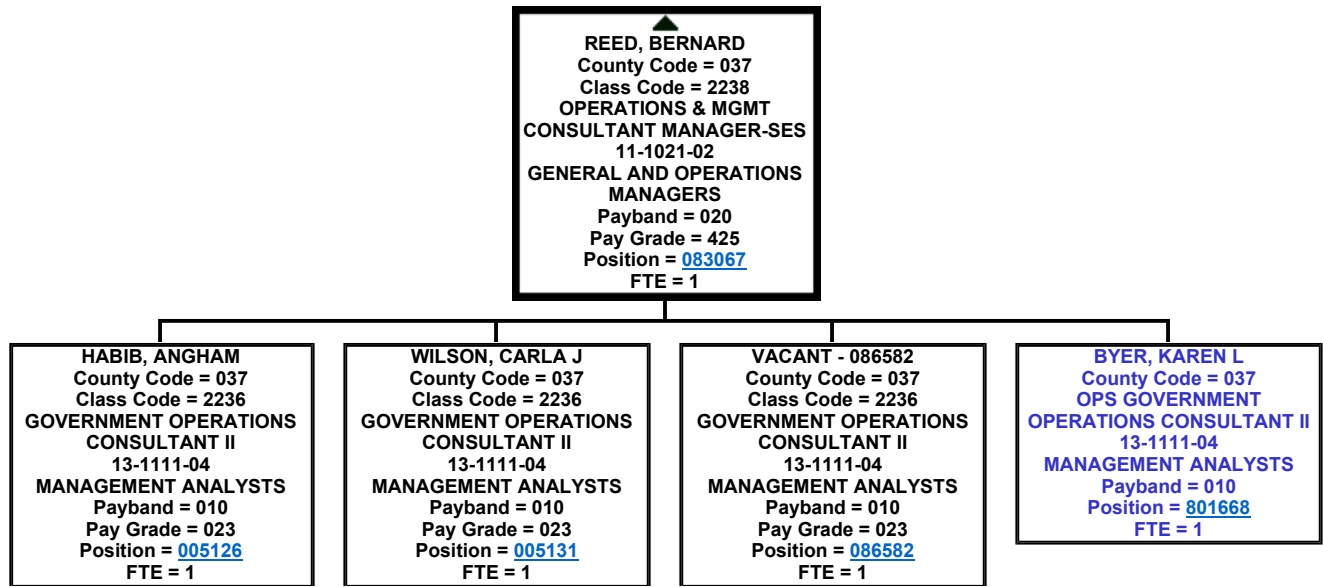 REED, BERNARD
County Code = 037
Class Code = 2238
OPERATIONS & MGMT
CONSULTANT MANAGER-SES
11-1021-02
GENERAL AND OPERATIONS
MANAGERS
Payband = 020
Pay Grade = 425
Position = 083067
FTE = 1
HABIB, ANGHAM
County Code = 037
Class Code = 2236
GOVERNMENT OPERATIONS
CONSULTANT II
13-1111-04
MANAGEMENT ANALYSTS
Payband = 010
Pay Grade = 023
Position = 005126
FTE = 1
WILSON, CARLA J
County Code = 037
Class Code = 2236
GOVERNMENT OPERATIONS
CONSULTANT II
13-1111-04
MANAGEMENT ANALYSTS
Payband = 010
Pay Grade = 023
Position = 005131
FTE = 1
VACANT - 086582
County Code = 037
Class Code = 2236
GOVERNMENT OPERATIONS
CONSULTANT II
13-1111-04
MANAGEMENT ANALYSTS
Payband = 010
Pay Grade = 023
Position = 086582
FTE = 1
BYER, KAREN L
County Code = 037
OPS GOVERNMENT
OPERATIONS CONSULTANT II
13-1111-04
MANAGEMENT ANALYSTS
Payband = 010
Position = 801668
FTE = 1